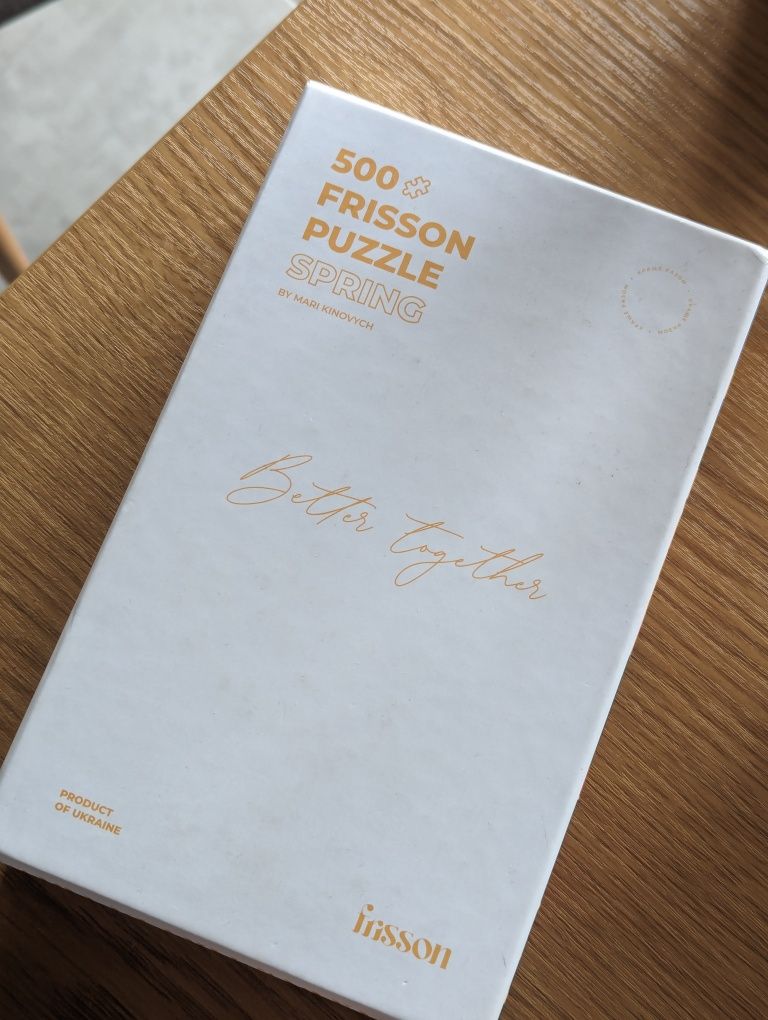 500
FRISSON
PUZZLE
SPRING
BY MARI KINOVYCH
Better together
PRODUCT
OF UKRAINE
frisson